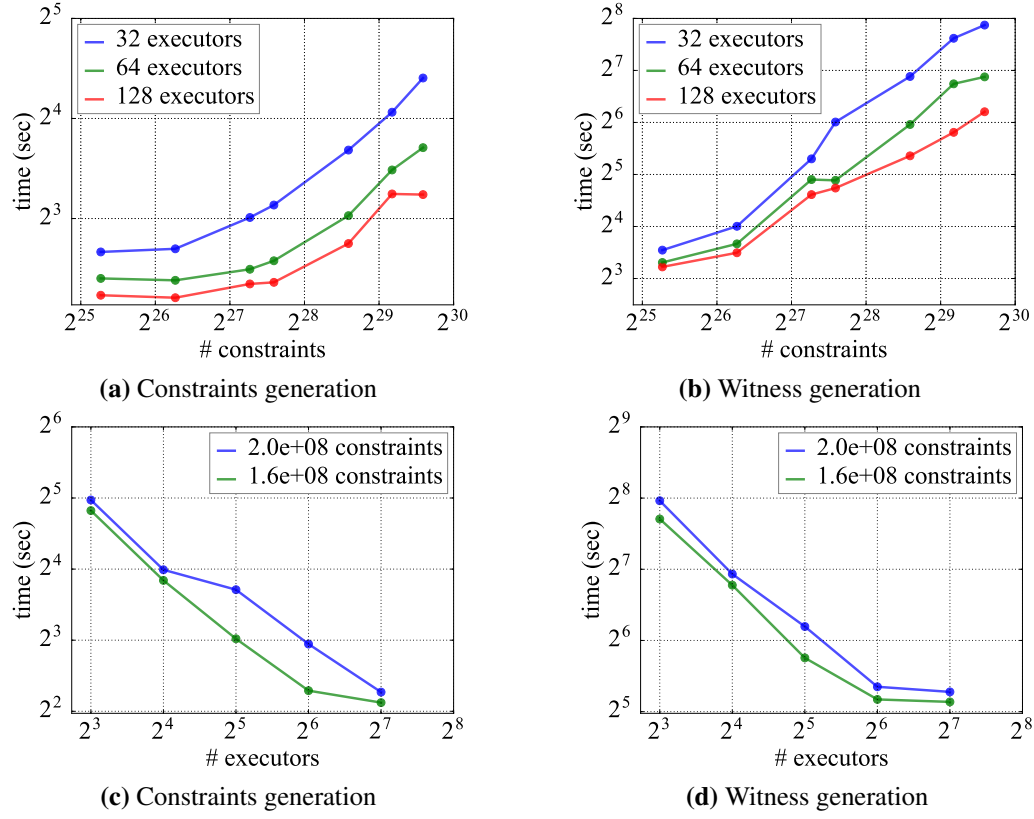 2^5
2^4
2^3
time (sec)
32 executors
64 executors
128 executors
2^25 2^26 2^27 2^28 2^29 2^30
# constraints
(a) Constraints generation
2^8
2^7
2^6
2^5
2^4
2^3
time (sec)
32 executors
64 executors
128 executors
2^25 2^26 2^27 2^28 2^29 2^30
# constraints
(b) Witness generation
2^6
2^5
2^4
2^3
2^2
time (sec)
2.0e+08 constraints
1.6e+08 constraints
2^3 2^4 2^5 2^6 2^7 2^8
# executors
(c) Constraints generation
2^9
2^8
2^7
2^6
2^5
time (sec)
2.0e+08 constraints
1.6e+08 constraints
2^3 2^4 2^5 2^6 2^7 2^8
# executors
(d) Witness generation